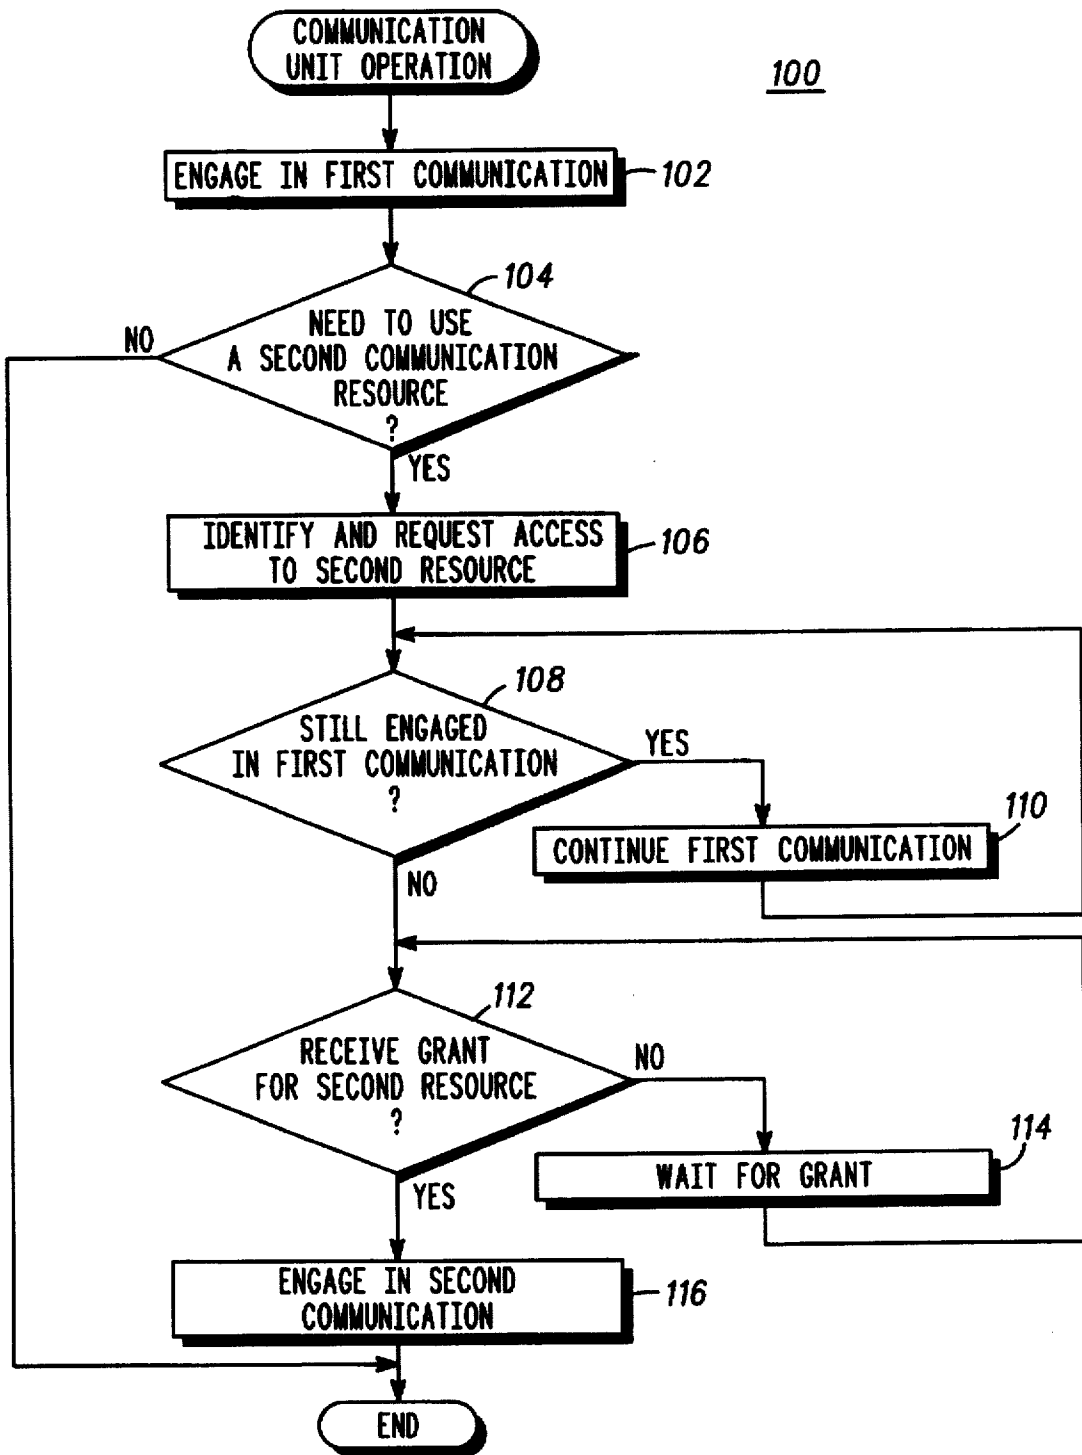 COMMUNICATION
UNIT OPERATION
100
ENGAGE IN FIRST COMMUNICATION
102
104
NEED TO USE
A SECOND COMMUNICATION
RESOURCE
?
NO
YES
IDENTIFY AND REQUEST ACCESS
TO SECOND RESOURCE
106
108
STILL ENGAGED
IN FIRST COMMUNICATION
?
YES
110
CONTINUE FIRST COMMUNICATION
NO
112
RECEIVE GRANT
FOR SECOND RESOURCE
?
NO
114
WAIT FOR GRANT
YES
ENGAGE IN SECOND
COMMUNICATION
116
END